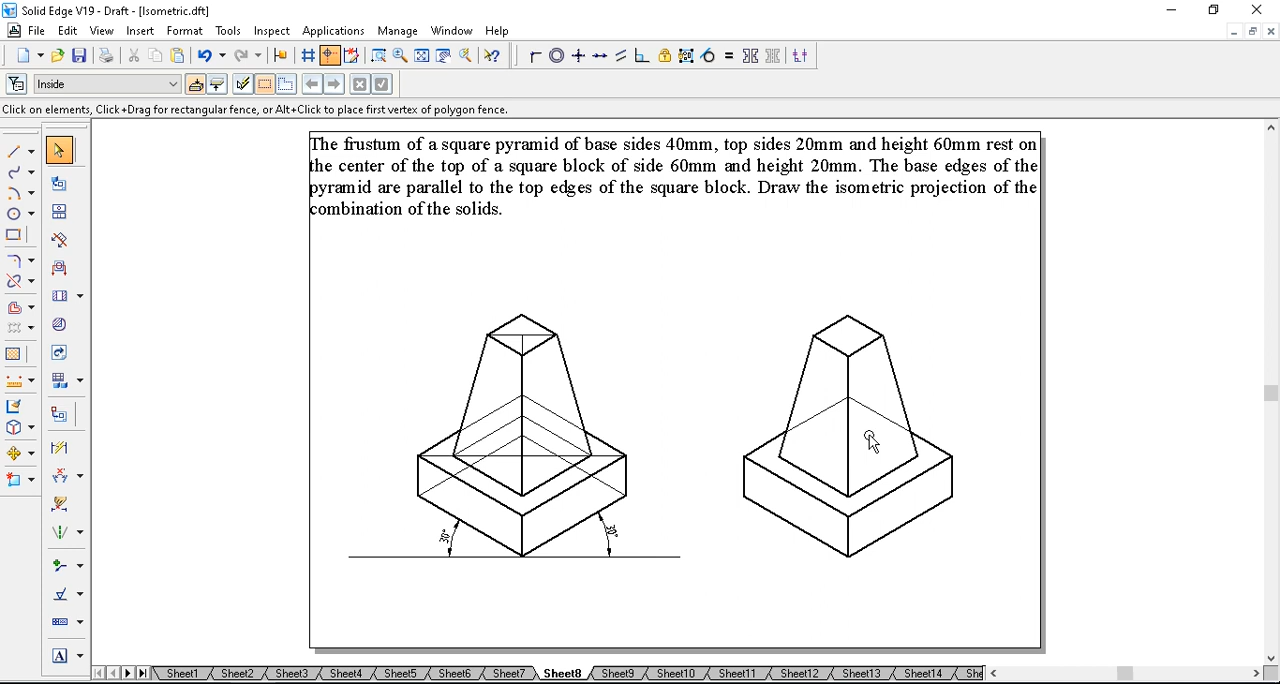 Solid Edge V19 - Draft - [Isometric.dft]
File Edit View Insert Format Tools Inspect Applications Manage Window Help
Inside
Click on elements, Click+Drag for rectangular fence, or Alt+Click to place first vertex of polygon fence.
The frustum of a square pyramid of base sides 40mm, top sides 20mm and height 60mm rest on
the center of the top of a square block of side 60mm and height 20mm. The base edges of the
pyramid are parallel to the top edges of the square block. Draw the isometric projection of the
combination of the solids.
30° 30°
A
Sheet1 Sheet2 Sheet3 Sheet4 Sheet5 Sheet6 Sheet7 Sheet8 Sheet9 Sheet10 Sheet11 Sheet12 Sheet13 Sheet14 She